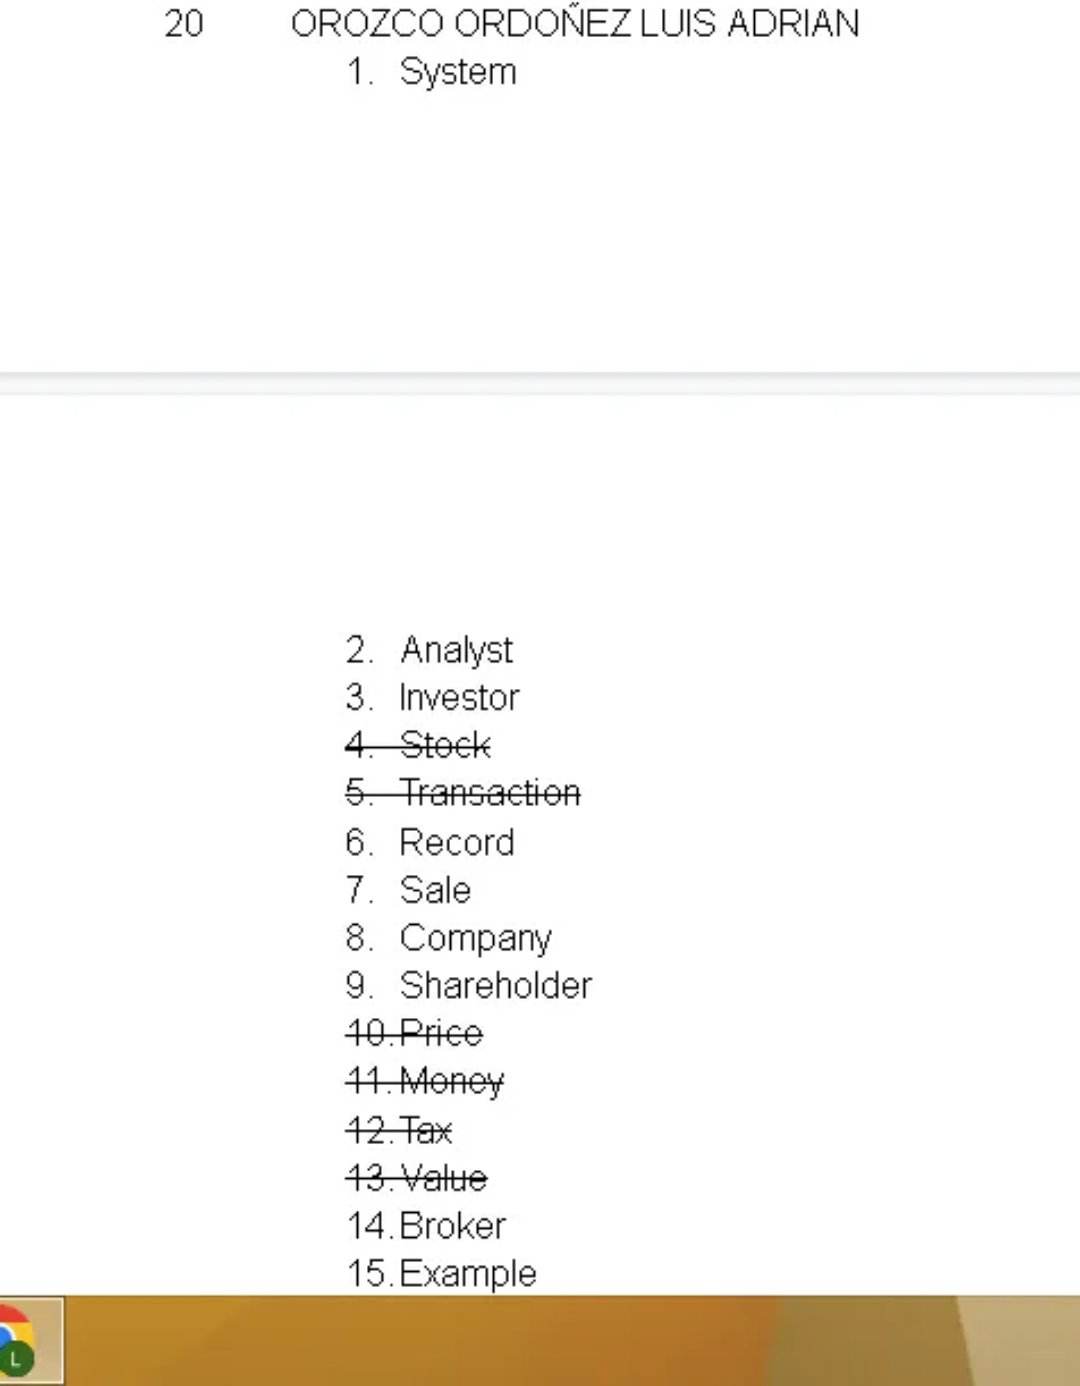 20 OROZCO ORDOÑEZ LUIS ADRIAN
1. System
2. Analyst
3. Investor
4. Stock
5. Transaction
6. Record
7. Sale
8. Company
9. Shareholder
10. Price
11. Money
12. Tax
13. Value
14. Broker
15. Example
L